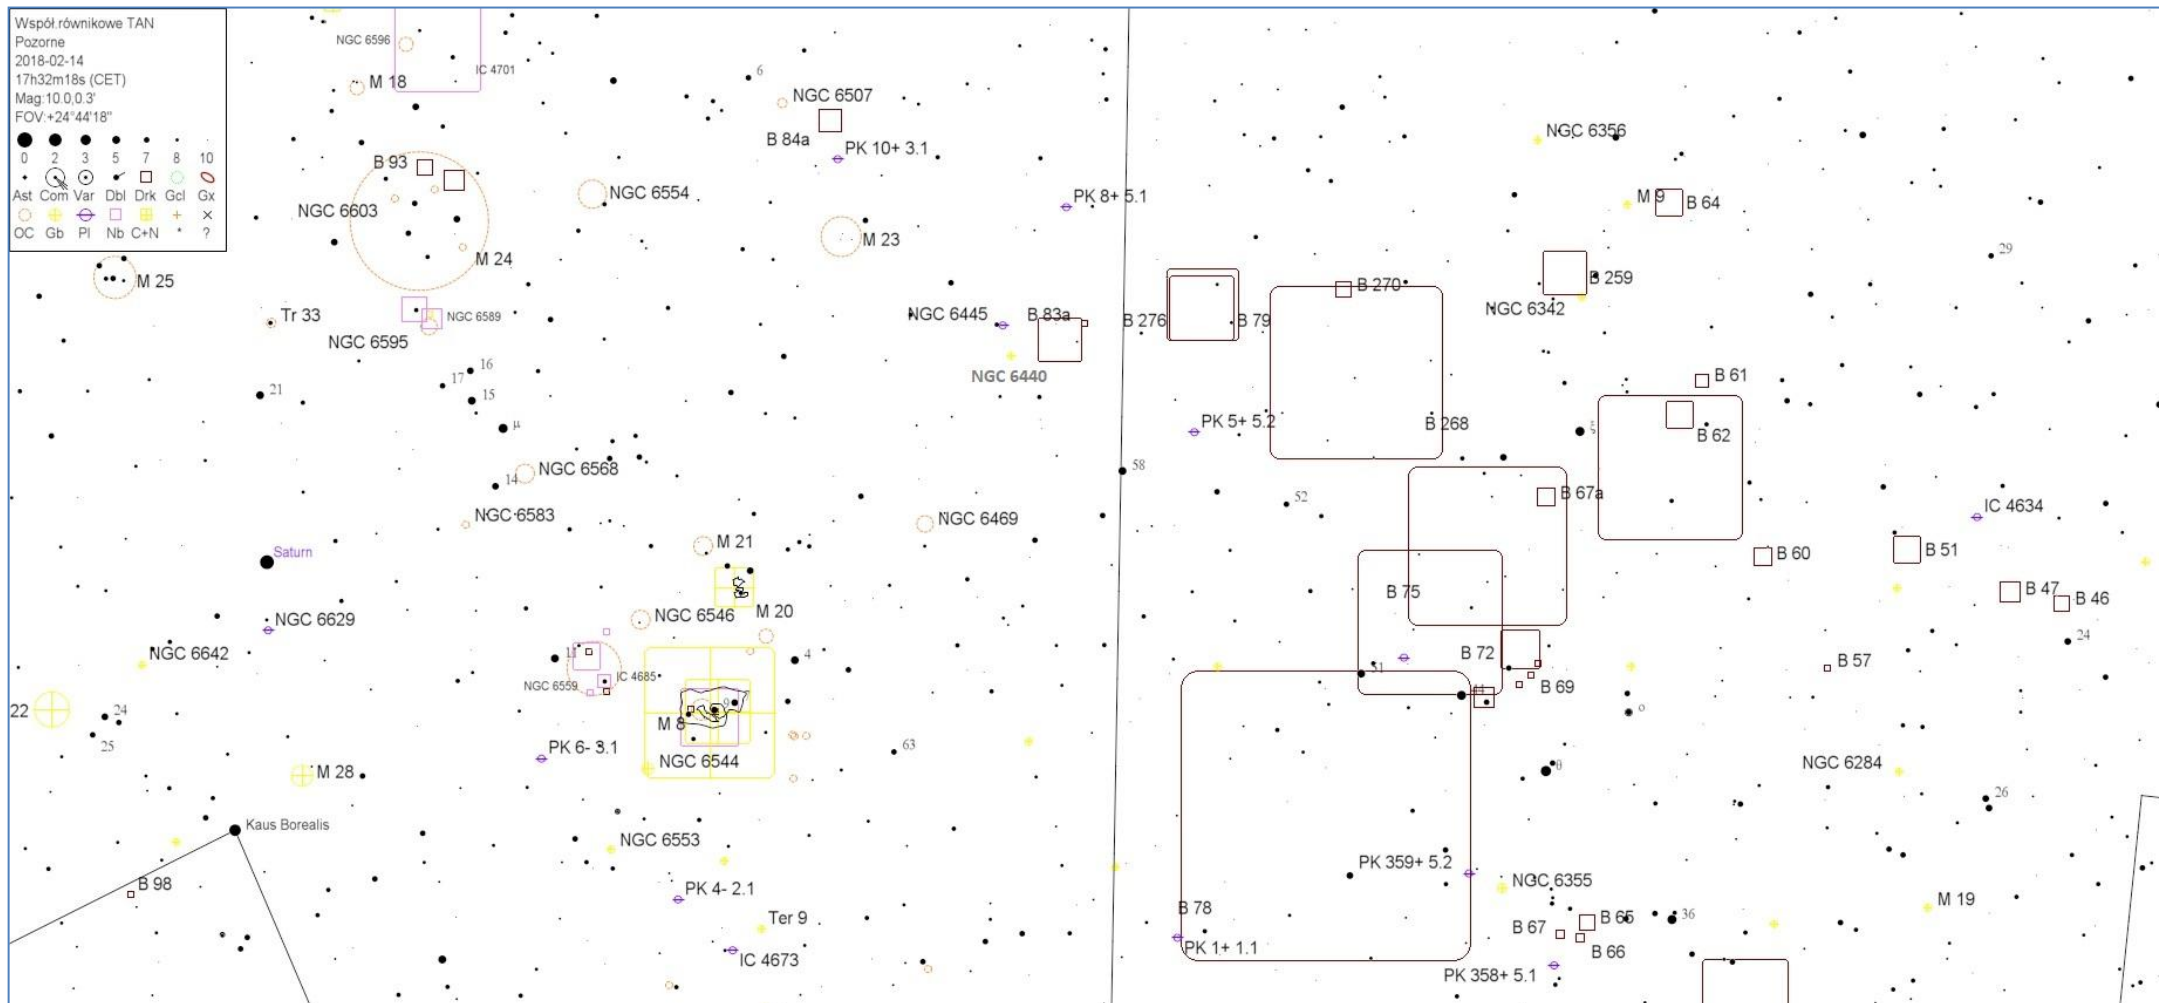 Współ.równikowe TAN
Pozorne
2018-02-14
17h32m18s (CET)
Mag:10.0,0.3'
FOV:+24°44'18"
0 2 3 5 7 8 10
Ast Com Var Dbl Drk Gcl Gx
OC Gb Pl Nb C+N * ?
NGC 6596
IC 4701
M 18
6
NGC 6507
B 84a
PK 10+ 3.1
NGC 6356
B 93
NGC 6603
NGC 6554
PK 8+ 5.1
M 9
B 64
M 24
M 23
29
M 25
B 270
B 259
NGC 6342
Tr 33
NGC 6589
NGC 6595
NGC 6445
B 83a
B 276
B 79
16
17
NGC 6440
B 61
21
15
μ
PK 5+ 5.2
B 268
ξ
B 62
NGC 6568
58
14
52
B 67a
NGC 6583
NGC 6469
IC 4634
Saturn
M 21
B 60
B 51
M 20
B 75
B 47
B 46
NGC 6629
NGC 6546
24
NGC 6642
11
4
B 72
B 57
IC 4685
NGC 6559
51
44
B 69
22
24
9
M 8
o
25
PK 6- 3.1
63
M 28
NGC 6544
θ
NGC 6284
26
Kaus Borealis
NGC 6553
PK 359+ 5.2
B 98
PK 4- 2.1
NGC 6355
M 19
Ter 9
B 78
B 65
36
B 67
PK 1+ 1.1
B 66
IC 4673
PK 358+ 5.1